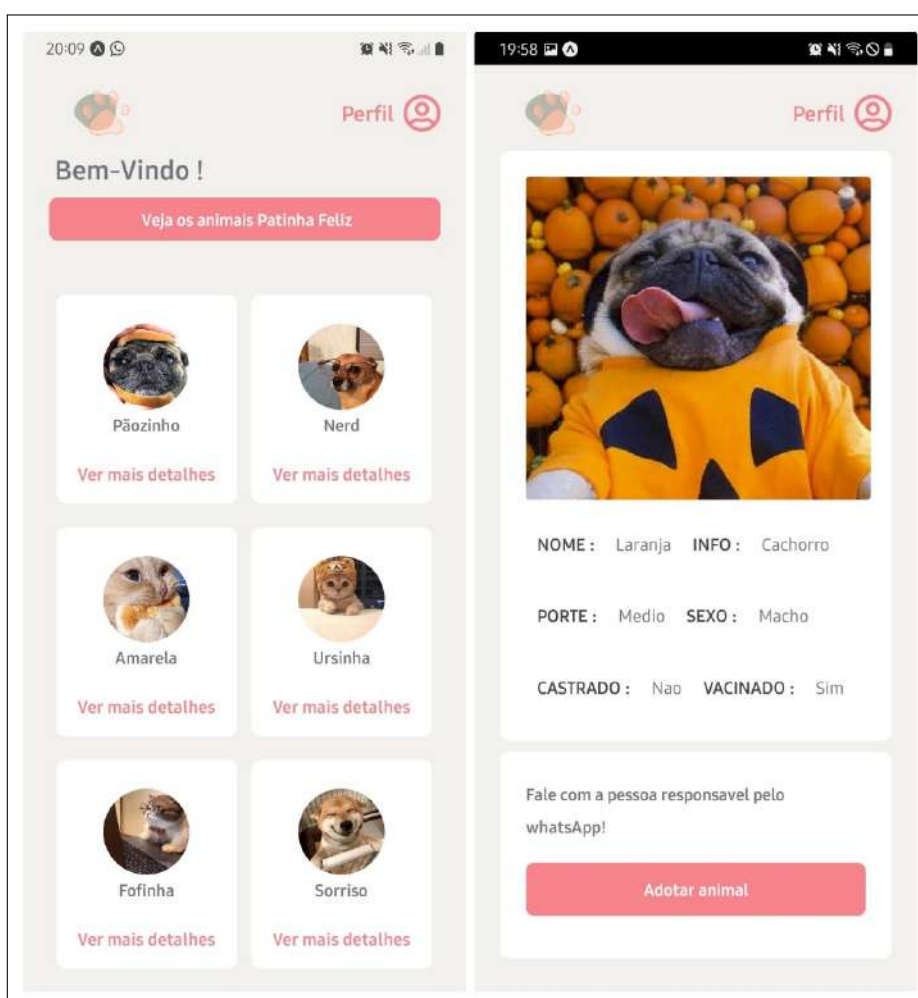 20:09
Perfil
Bem-Vindo !
Veja os animais Patinha Feliz
Pãozinho
Nerd
Ver mais detalhes
Ver mais detalhes
Amarela
Ursinha
Ver mais detalhes
Ver mais detalhes
Fofinha
Sorriso
Ver mais detalhes
Ver mais detalhes
19:58
Perfil
NOME : Laranja INFO : Cachorro
PORTE : Medio SEXO : Macho
CASTRADO : Nao VACINADO : Sim
Fale com a pessoa responsavel pelo
whatsApp!
Adotar animal